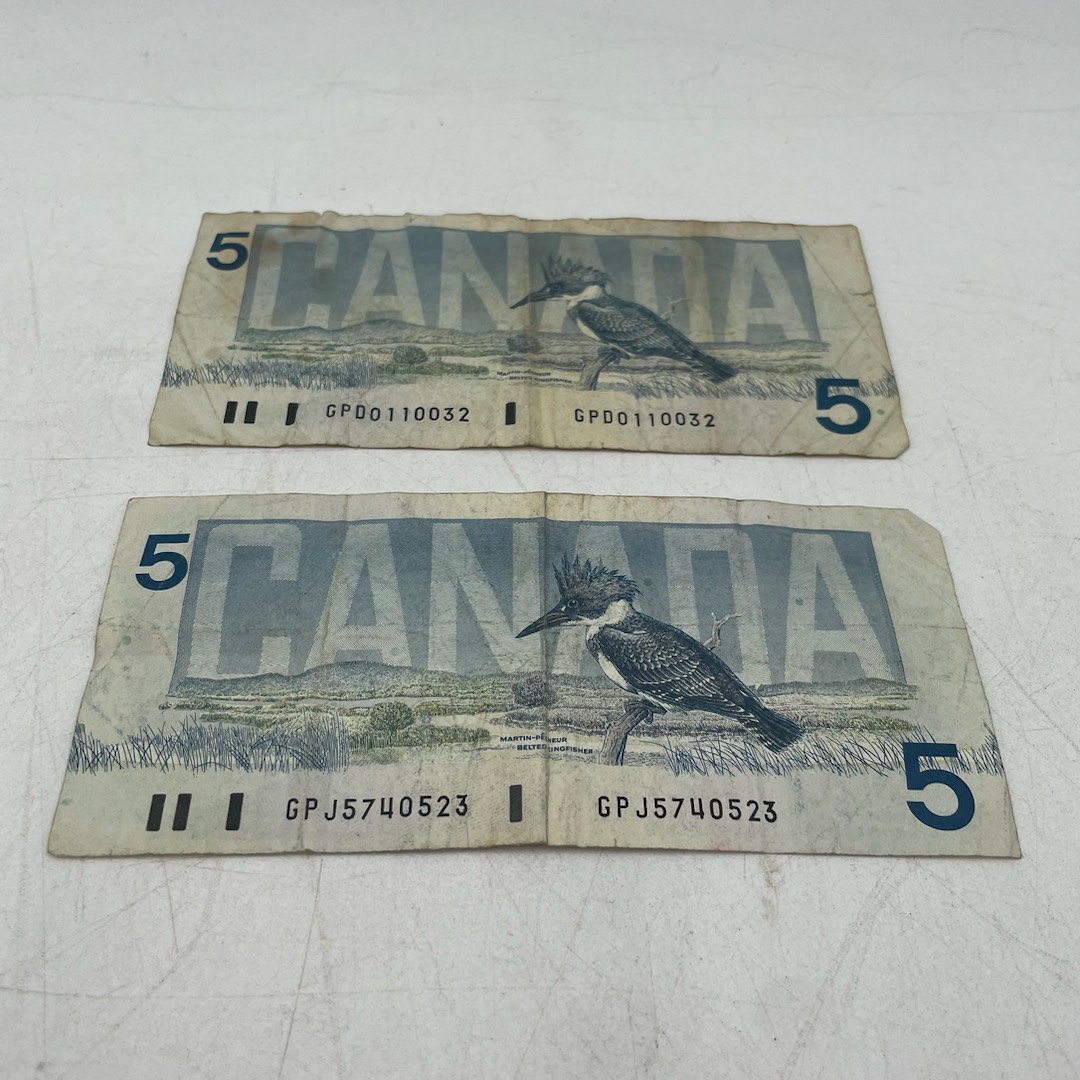 5
CANADA
MARTIN-PÊCHEUR
BELTED KINGFISHER
5
GPD0110032 GPD0110032
5
CANADA
MARTIN-PÊCHEUR
BELTED KINGFISHER
5
GPJ5740523 GPJ5740523